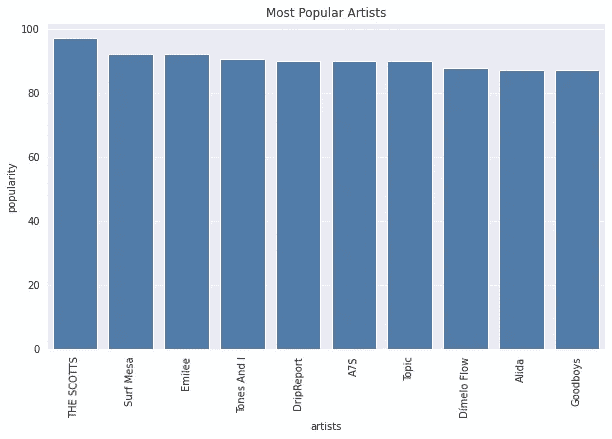 Most Popular Artists
popularity
100
80
60
40
20
0
THE SCOTTS
Surf Mesa
Emilee
Tones And I
DripReport
A7S
Topic
Dímelo Flow
Alida
Goodboys
artists